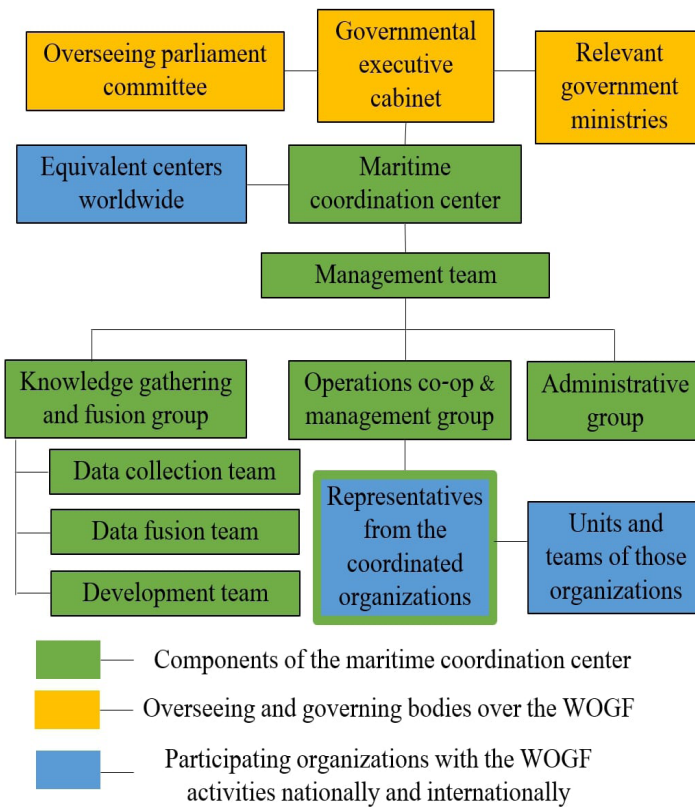 Overseeing parliament
committee
Governmental
executive
cabinet
Relevant
government
ministries
Equivalent centers
worldwide
Maritime
coordination center
Management team
Knowledge gathering
and fusion group
Operations co-op &
management group
Administrative
group
Data collection team
Data fusion team
Development team
Representatives
from the
coordinated
organizations
Units and
teams of those
organizations
Components of the maritime coordination center
Overseeing and governing bodies over the WOGF
Participating organizations with the WOGF
activities nationally and internationally